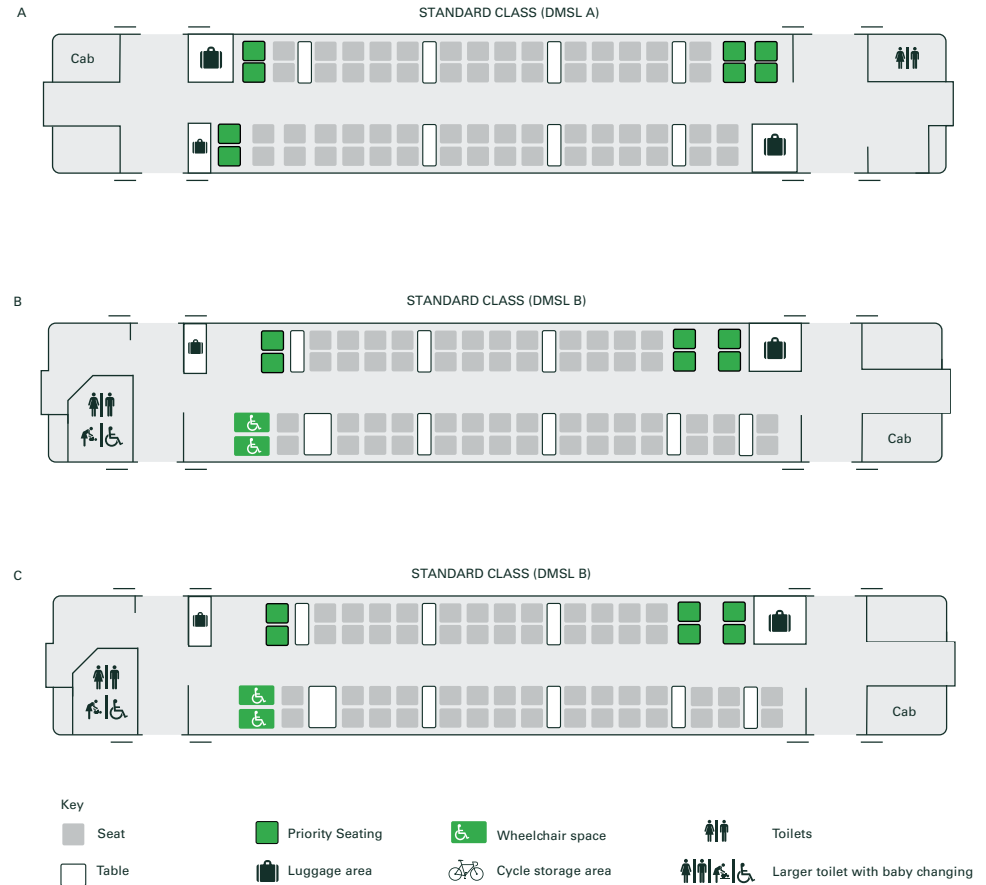 A
STANDARD CLASS (DMSL A)
Cab
B
STANDARD CLASS (DMSL B)
Cab
C
STANDARD CLASS (DMSL B)
Cab
Key
Seat
Priority Seating
Wheelchair space
Toilets
Table
Luggage area
Cycle storage area
Larger toilet with baby changing